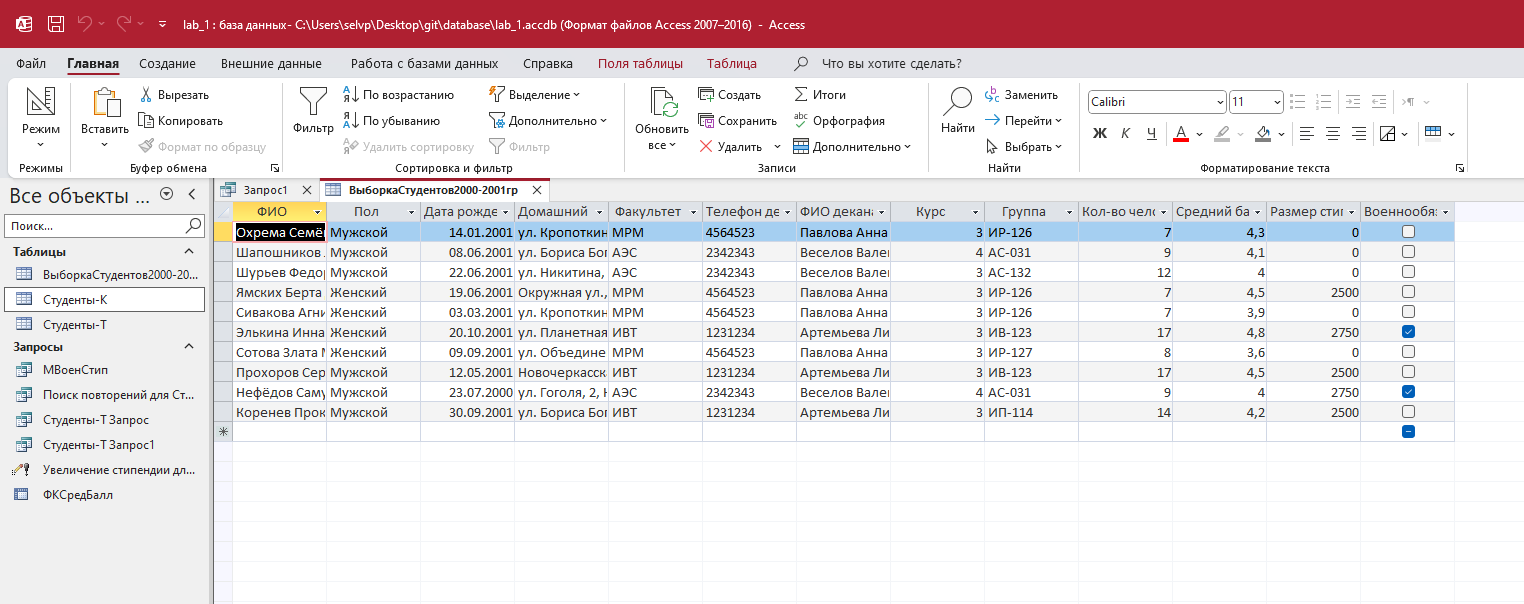 lab_1 : база данных- C:\Users\selvp\Desktop\git\database\lab_1.accdb (Формат файлов Access 2007–2016) - Access
Файл Главная Создание Внешние данные Работа с базами данных Справка Поля таблицы Таблица Что вы хотите сделать?
Режим
Режимы
Вставить
Вырезать
Копировать
Формат по образцу
Буфер обмена
Фильтр
По возрастанию
По убыванию
Удалить сортировку
Выделение
Дополнительно
Фильтр
Сортировка и фильтр
Обновить
все
Создать
Сохранить
Удалить
Итоги
Орфография
Дополнительно
Записи
Найти
Заменить
Перейти
Выбрать
Найти
Calibri 11
Ж К Ч А
Форматирование текста
Все объекты ...
Поиск...
Таблицы
ВыборкаСтудентов2000-20...
Студенты-К
Студенты-Т
Запросы
МВоенСтип
Поиск повторений для Ст...
Студенты-Т Запрос
Студенты-Т Запрос1
Увеличение стипендии дл...
ФКСредБалл
Запрос1 ВыборкаСтудентов2000-2001гр
ФИО Пол Дата рожде Домашний Факультет Телефон де ФИО декана Курс Группа Кол-во чело Средний ба Размер стип Военнообяз
Охрема Семё Мужской 14.01.2001 ул. Кропоткин МРМ 4564523 Павлова Анна 3 ИР-126 7 4,3 0
Шапошников Мужской 08.06.2001 ул. Бориса Бог АЭС 2342343 Веселов Вале 4 АС-031 9 4,1 0
Шурьев Федо Мужской 22.06.2001 ул. Никитина, АЭС 2342343 Веселов Вале 3 АС-132 12 4 0
Ямских Берта Женский 19.06.2001 Окружная ул., МРМ 4564523 Павлова Анна 3 ИР-126 7 4,5 2500
Сивакова Агни Женский 03.03.2001 ул. Кропоткин МРМ 4564523 Павлова Анна 3 ИР-126 7 3,9 0
Элькина Инна Женский 20.10.2001 ул. Планетная ИВТ 1231234 Артемьева Ли 3 ИВ-123 17 4,8 2750
Сотова Злата Женский 09.09.2001 ул. Объедине МРМ 4564523 Павлова Анна 3 ИР-127 8 3,6 0
Прохоров Сер Мужской 12.05.2001 Новочеркасска ИВТ 1231234 Артемьева Ли 3 ИВ-123 17 4,5 2500
Нефёдов Саму Мужской 23.07.2000 ул. Гоголя, 2, АЭС 2342343 Веселов Вале 4 АС-031 9 4 2750
Коренев Прок Мужской 30.09.2001 ул. Бориса Бог ИВТ 1231234 Артемьева Ли 3 ИП-114 14 4,2 2500